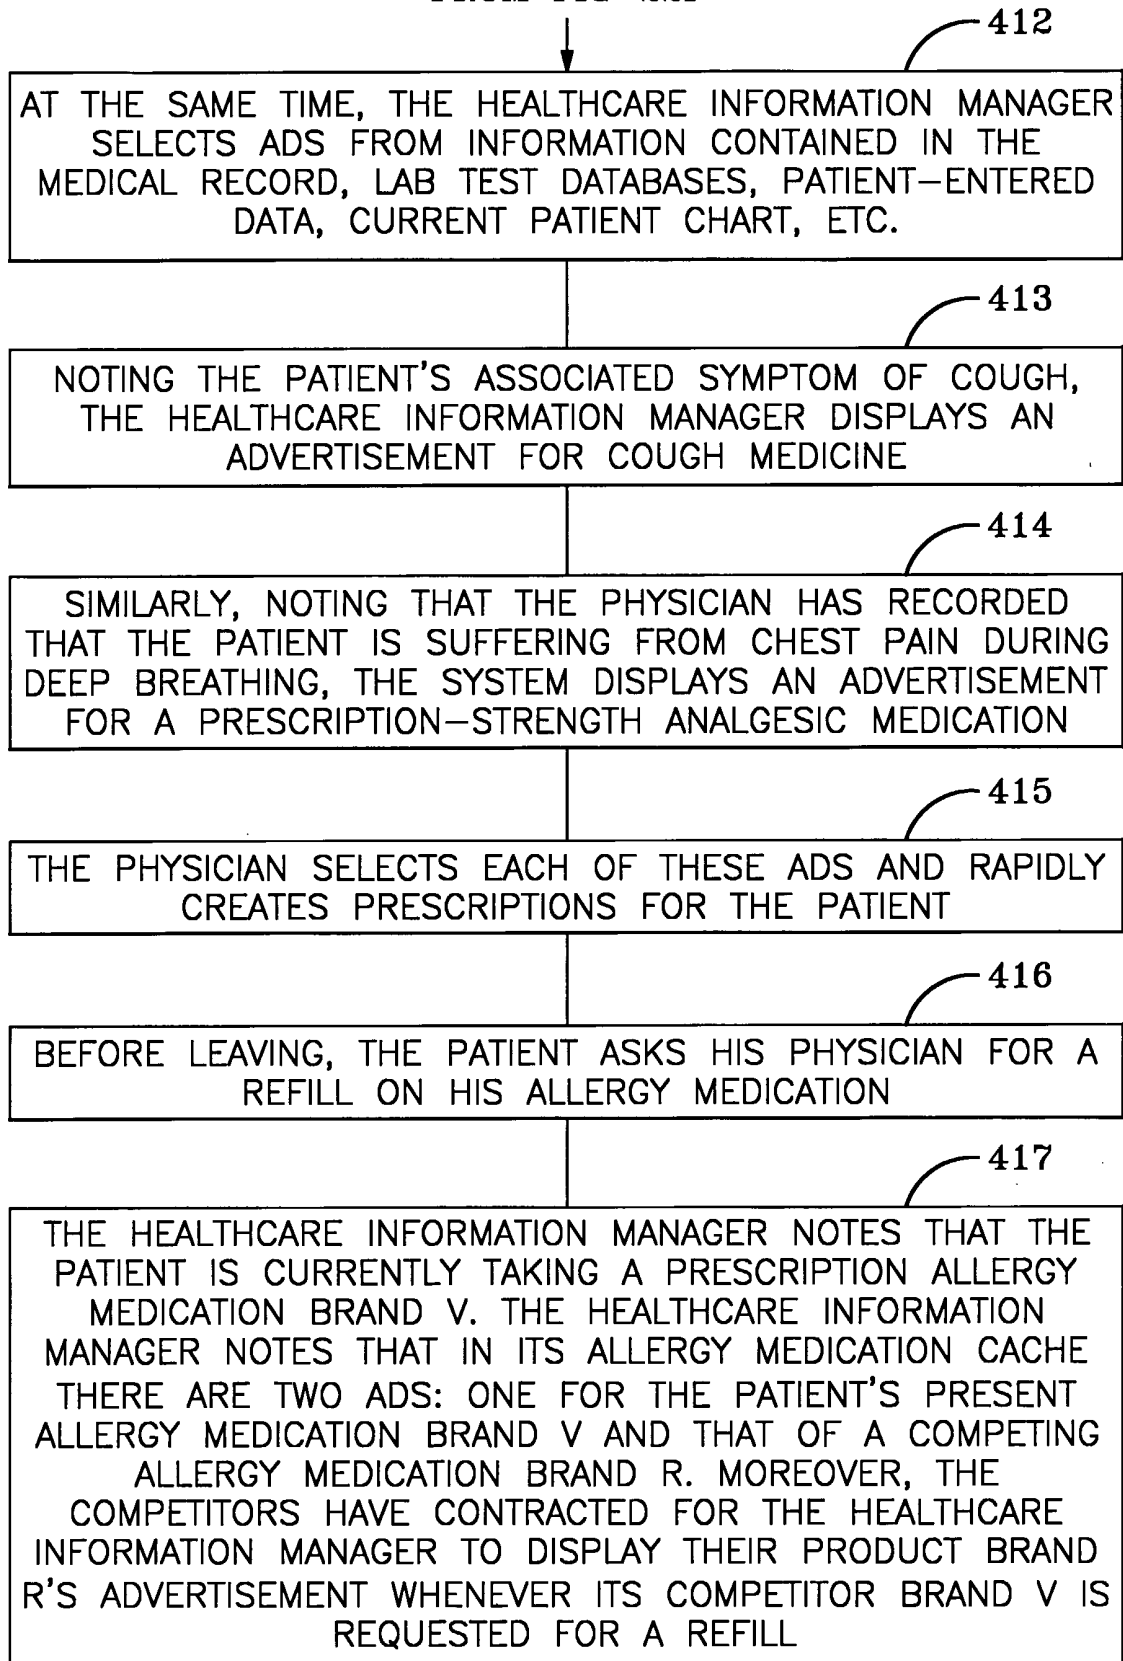 412
AT THE SAME TIME, THE HEALTHCARE INFORMATION MANAGER
SELECTS ADS FROM INFORMATION CONTAINED IN THE
MEDICAL RECORD, LAB TEST DATABASES, PATIENT-ENTERED
DATA, CURRENT PATIENT CHART, ETC.
413
NOTING THE PATIENT'S ASSOCIATED SYMPTOM OF COUGH,
THE HEALTHCARE INFORMATION MANAGER DISPLAYS AN
ADVERTISEMENT FOR COUGH MEDICINE
414
SIMILARLY, NOTING THAT THE PHYSICIAN HAS RECORDED
THAT THE PATIENT IS SUFFERING FROM CHEST PAIN DURING
DEEP BREATHING, THE SYSTEM DISPLAYS AN ADVERTISEMENT
FOR A PRESCRIPTION-STRENGTH ANALGESIC MEDICATION
415
THE PHYSICIAN SELECTS EACH OF THESE ADS AND RAPIDLY
CREATES PRESCRIPTIONS FOR THE PATIENT
416
BEFORE LEAVING, THE PATIENT ASKS HIS PHYSICIAN FOR A
REFILL ON HIS ALLERGY MEDICATION
417
THE HEALTHCARE INFORMATION MANAGER NOTES THAT THE
PATIENT IS CURRENTLY TAKING A PRESCRIPTION ALLERGY
MEDICATION BRAND V. THE HEALTHCARE INFORMATION
MANAGER NOTES THAT IN ITS ALLERGY MEDICATION CACHE
THERE ARE TWO ADS: ONE FOR THE PATIENT'S PRESENT
ALLERGY MEDICATION BRAND V AND THAT OF A COMPETING
ALLERGY MEDICATION BRAND R. MOREOVER, THE
COMPETITORS HAVE CONTRACTED FOR THE HEALTHCARE
INFORMATION MANAGER TO DISPLAY THEIR PRODUCT BRAND
R'S ADVERTISEMENT WHENEVER ITS COMPETITOR BRAND V IS
REQUESTED FOR A REFILL